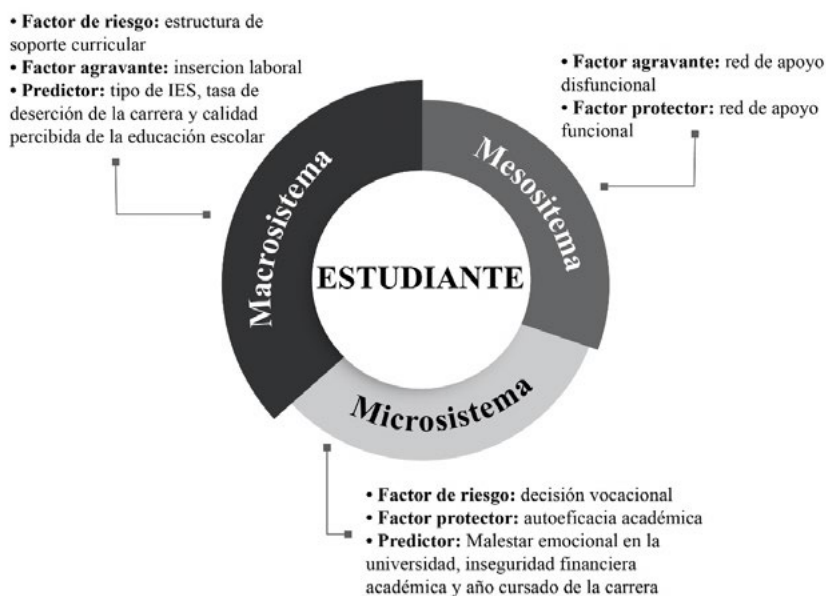 • Factor de riesgo: estructura de
soporte curricular
• Factor agravante: insercion laboral
• Predictor: tipo de IES, tasa de
deserción de la carrera y calidad
percibida de la educación escolar
• Factor agravante: red de apoyo
disfuncional
• Factor protector: red de apoyo
funcional
Macrosistema
Mesositema
ESTUDIANTE
Microsistema
• Factor de riesgo: decisión vocacional
• Factor protector: autoeficacia académica
• Predictor: Malestar emocional en la
universidad, inseguridad financiera
académica y año cursado de la carrera